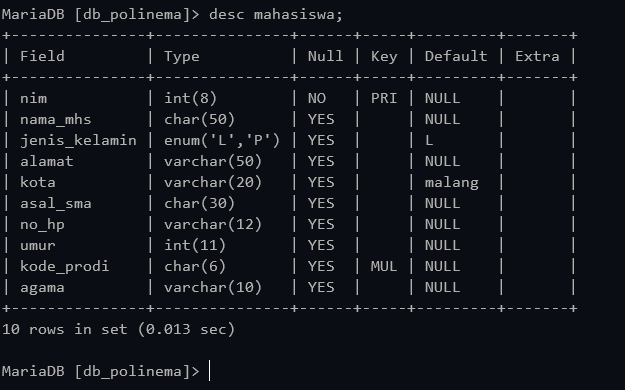 MariaDB [db_polinema]> desc mahasiswa;
+---------------+---------------+------+-----+---------+-------+
| Field         | Type          | Null | Key | Default | Extra |
+---------------+---------------+------+-----+---------+-------+
| nim           | int(8)        | NO   | PRI | NULL    |       |
| nama_mhs      | char(50)      | YES  |     | NULL    |       |
| jenis_kelamin | enum('L','P') | YES  |     | L       |       |
| alamat        | varchar(50)   | YES  |     | NULL    |       |
| kota          | varchar(20)   | YES  |     | malang  |       |
| asal_sma      | char(30)      | YES  |     | NULL    |       |
| no_hp         | varchar(12)   | YES  |     | NULL    |       |
| umur          | int(11)       | YES  |     | NULL    |       |
| kode_prodi    | char(6)       | YES  | MUL | NULL    |       |
| agama         | varchar(10)   | YES  |     | NULL    |       |
+---------------+---------------+------+-----+---------+-------+
10 rows in set (0.013 sec)
MariaDB [db_polinema]>